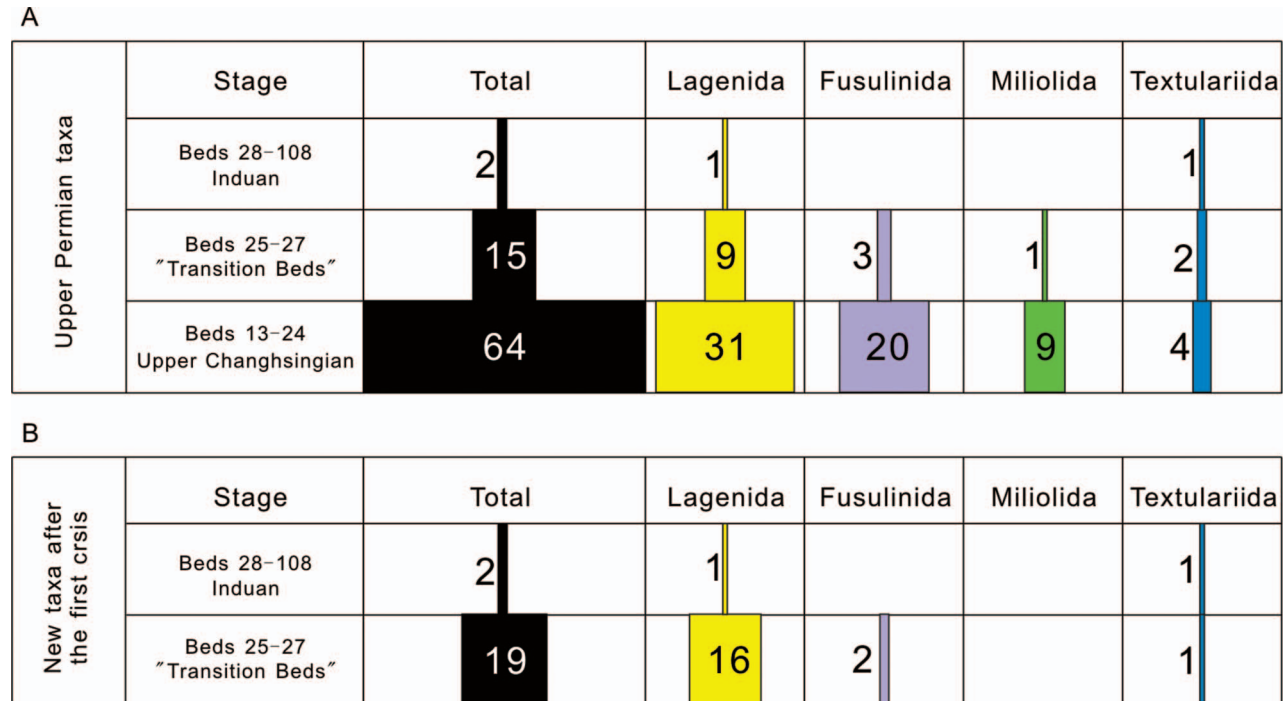 A
Upper Permian taxa
Stage Total Lagenida Fusulinida Miliolida Textulariida
Beds 28-108
Induan
2 1 1
Beds 25-27
"Transition Beds"
15 9 3 1 2
Beds 13-24
Upper Changhsingian
64 31 20 9 4
B
New taxa after
the first crsis
Stage Total Lagenida Fusulinida Miliolida Textulariida
Beds 28-108
Induan
2 1 1
Beds 25-27
"Transition Beds"
19 16 2 1